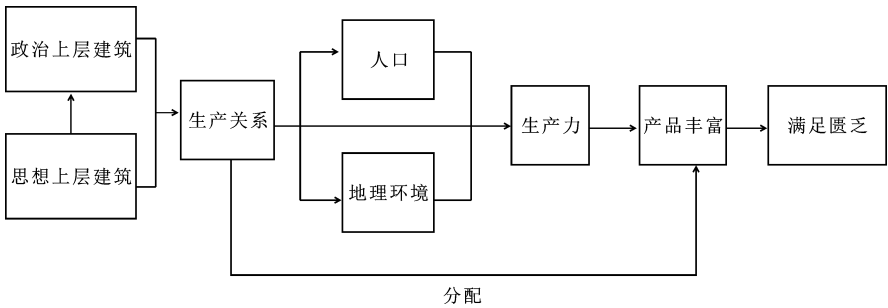 政治上层建筑
思想上层建筑
生产关系
人口
地理环境
生产力
产品丰富
满足匮乏
分配